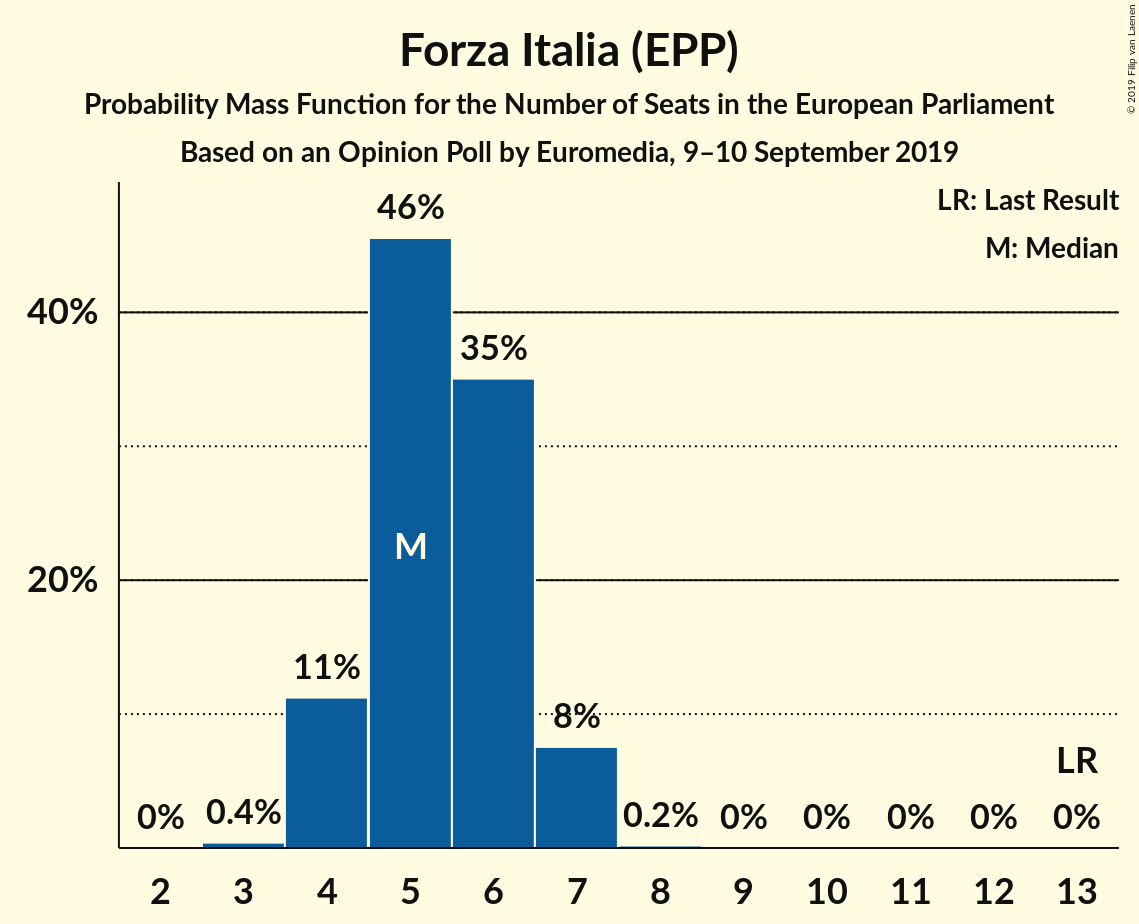 Forza Italia (EPP)
Probability Mass Function for the Number of Seats in the European Parliament
Based on an Opinion Poll by Euromedia, 9–10 September 2019
© 2019 Filip van Laenen
LR: Last Result
M: Median
40%
20%
0%
0.4%
11%
46%
M
35%
8%
0.2%
0%
0%
0%
0%
LR
0%
2 3 4 5 6 7 8 9 10 11 12 13